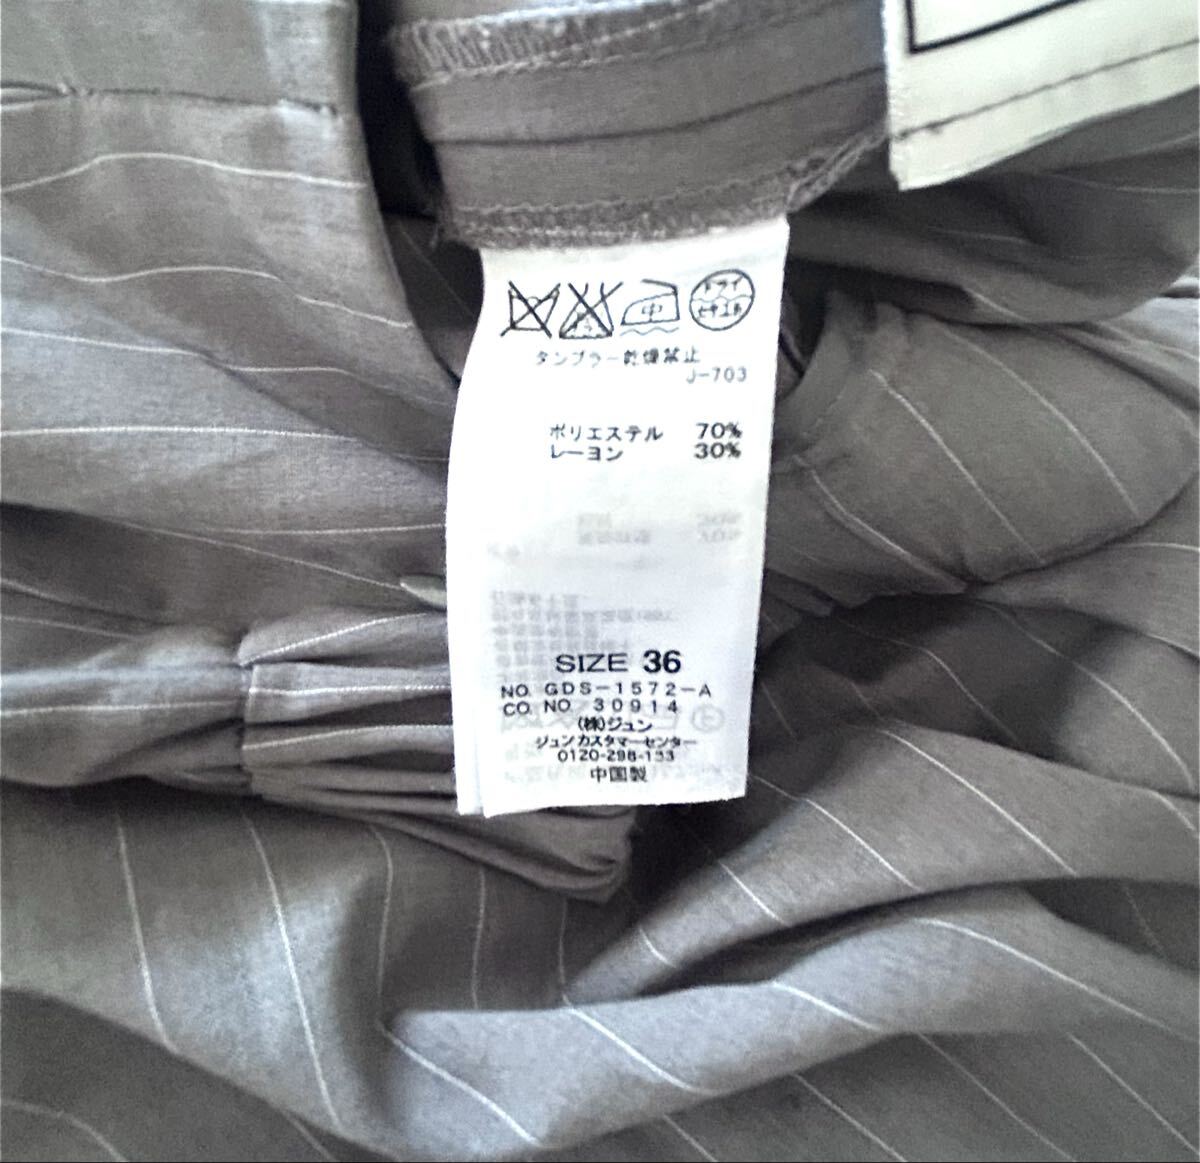 中
ドライ
セキユ系
タンブラー乾燥禁止
J-703
ポリエステル 70%
レーヨン 30%
SIZE 36
NO. GDS-1572-A
CO. NO 30914
(株)ジュン
ジュンカスタマーセンター
0120-298-133
中国製